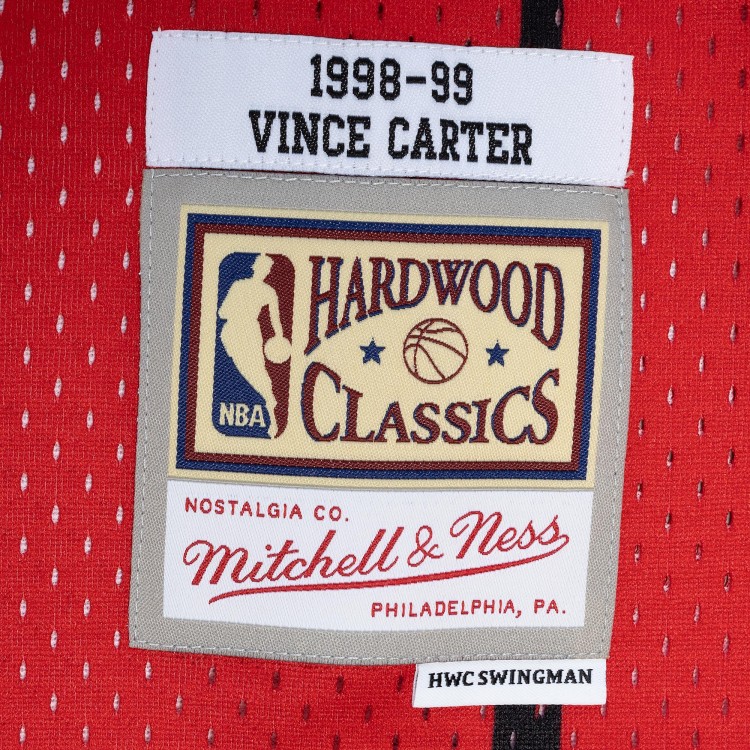 1998-99
VINCE CARTER
HARDWOOD
CLASSICS
NBA
NOSTALGIA CO.
Mitchell & Ness
PHILADELPHIA, PA.
HWC SWINGMAN